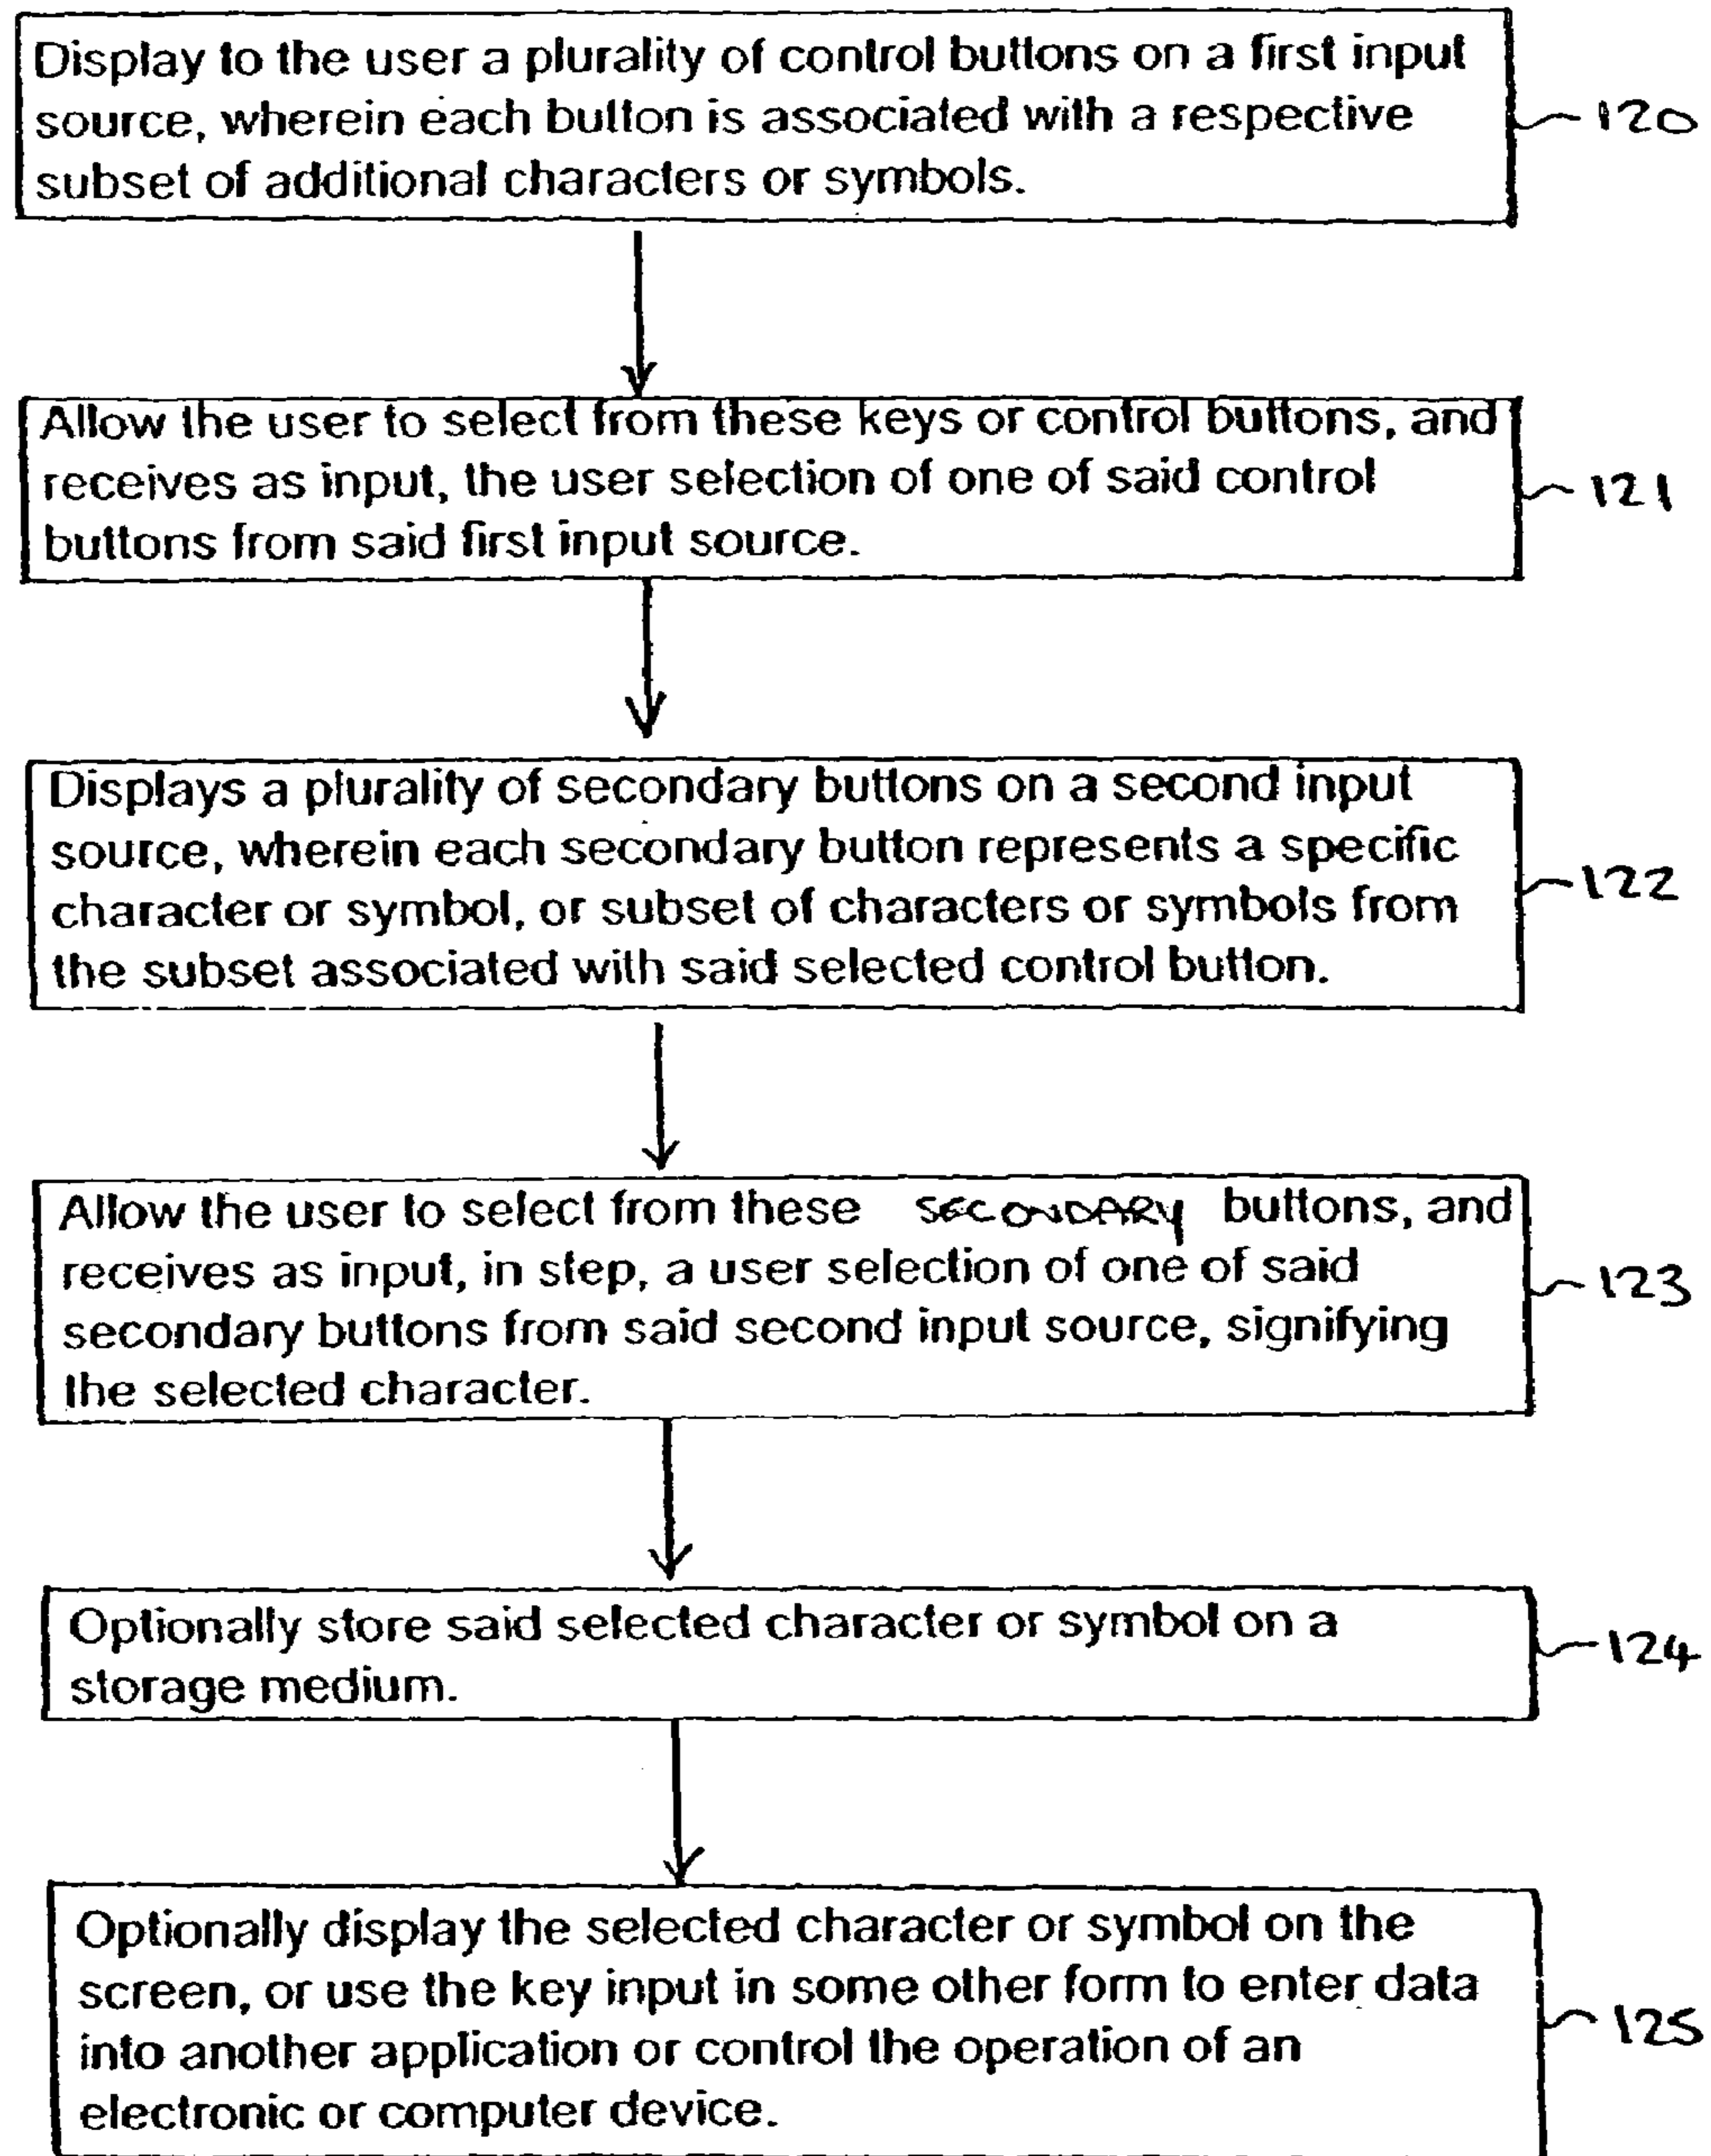 Display to the user a plurality of control buttons on a first input
source, wherein each button is associated with a respective
subset of additional characters or symbols.
120
Allow the user to select from these keys or control buttons, and
receives as input, the user selection of one of said control
buttons from said first input source.
121
Displays a plurality of secondary buttons on a second input
source, wherein each secondary button represents a specific
character or symbol, or subset of characters or symbols from
the subset associated with said selected control button.
122
Allow the user to select from these SECONDARY buttons, and
receives as input, in step, a user selection of one of said
secondary buttons from said second input source, signifying
the selected character.
123
Optionally store said selected character or symbol on a
storage medium.
124
Optionally display the selected character or symbol on the
screen, or use the key input in some other form to enter data
into another application or control the operation of an
electronic or computer device.
125